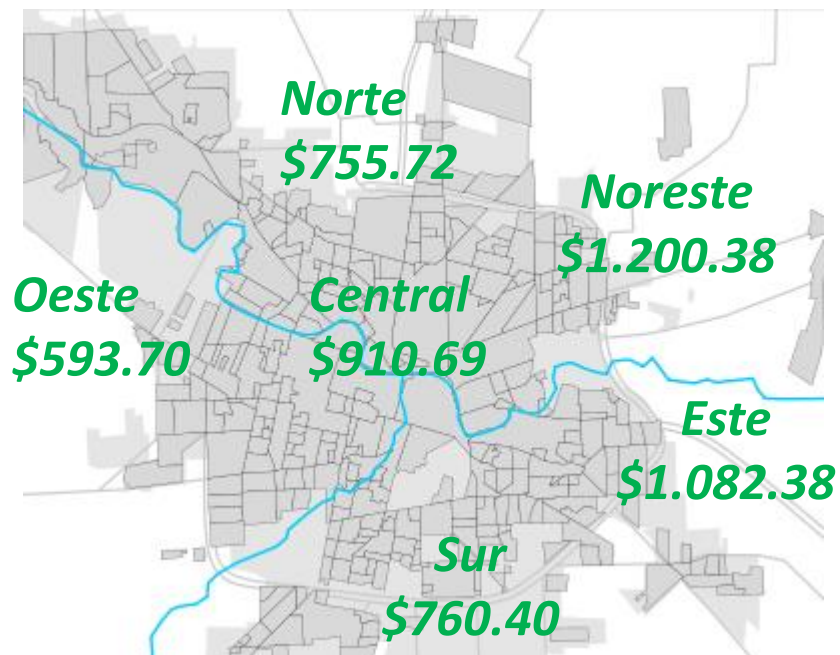 Norte
$755.72
Noreste
$1.200.38
Oeste
$593.70
Central
$910.69
Este
$1.082.38
Sur
$760.40